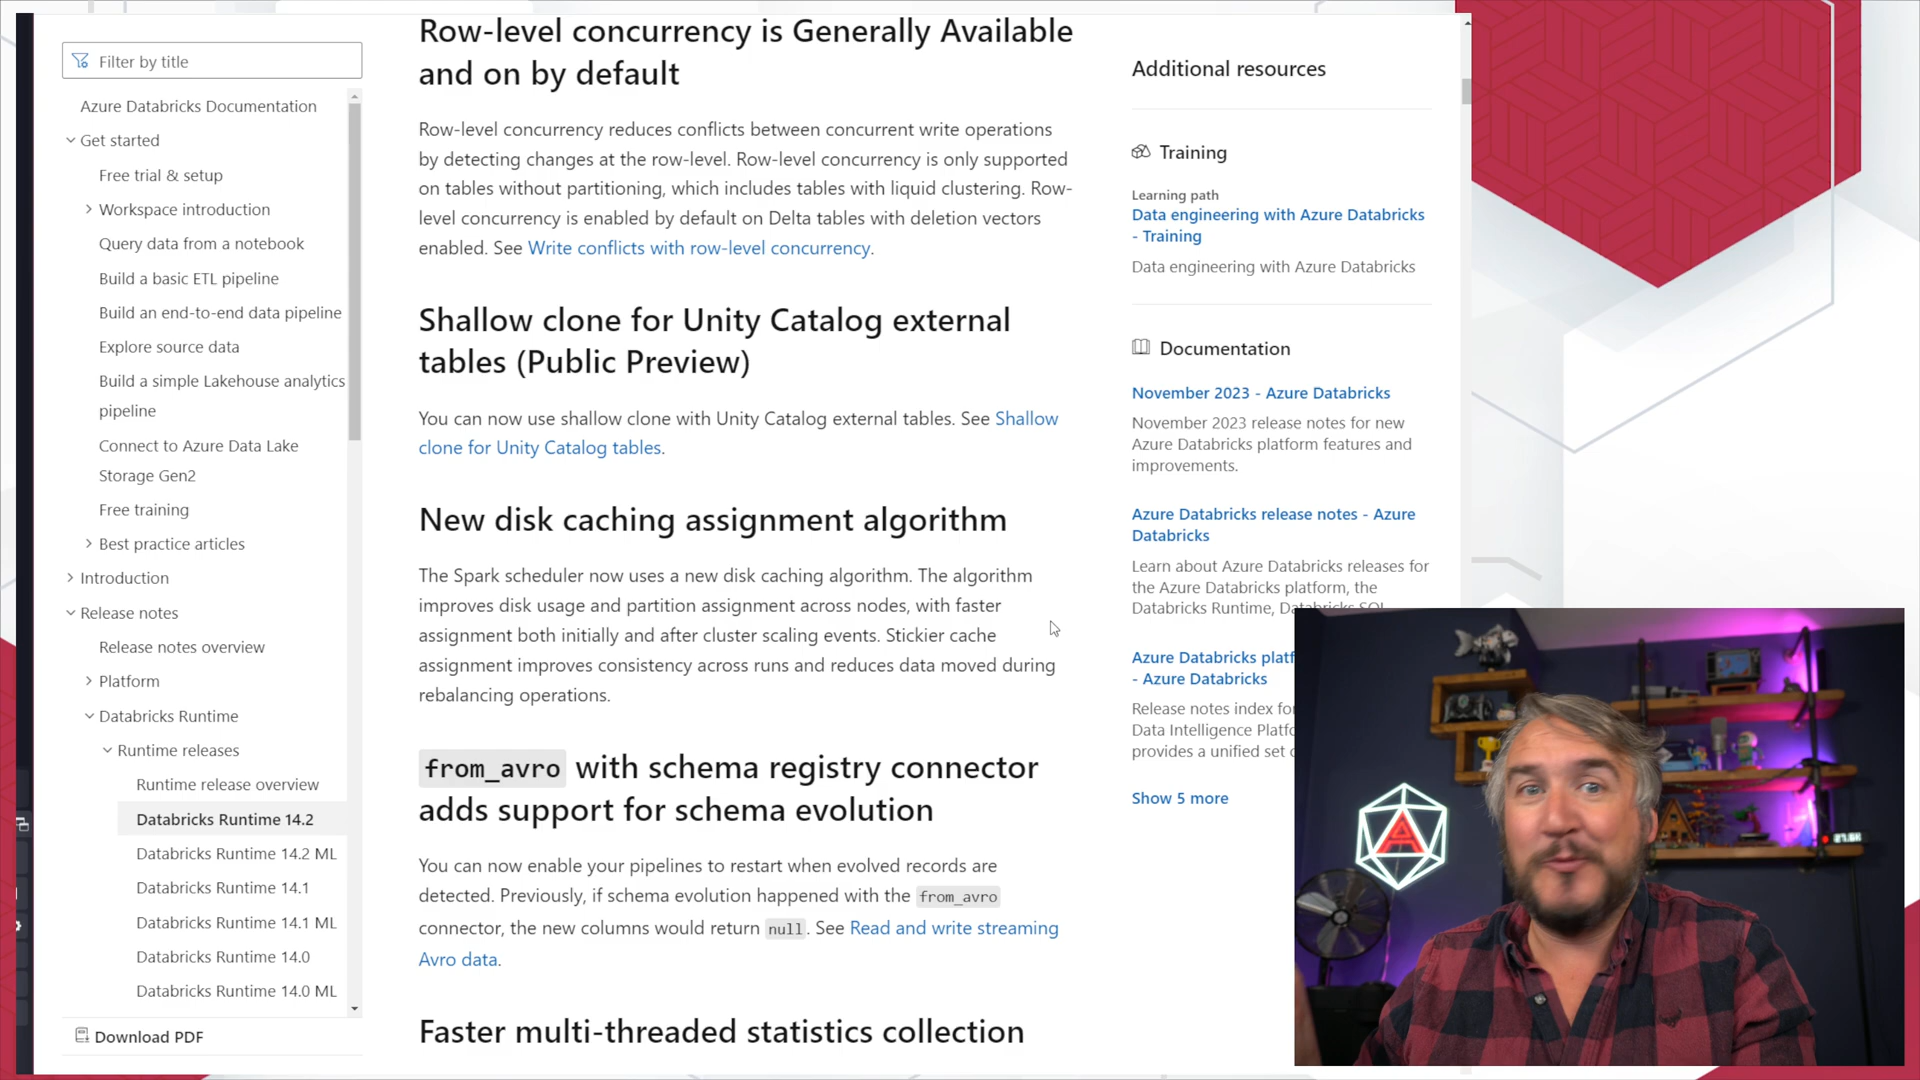 Filter by title
Azure Databricks Documentation
Get started
Free trial & setup
Workspace introduction
Query data from a notebook
Build a basic ETL pipeline
Build an end-to-end data pipeline
Explore source data
Build a simple Lakehouse analytics
pipeline
Connect to Azure Data Lake
Storage Gen2
Free training
Best practice articles
Introduction
Release notes
Release notes overview
Platform
Databricks Runtime
Runtime releases
Runtime release overview
Databricks Runtime 14.2
Databricks Runtime 14.2 ML
Databricks Runtime 14.1
Databricks Runtime 14.1 ML
Databricks Runtime 14.0
Databricks Runtime 14.0 ML
Download PDF
Row-level concurrency is Generally Available
and on by default
Row-level concurrency reduces conflicts between concurrent write operations
by detecting changes at the row-level. Row-level concurrency is only supported
on tables without partitioning, which includes tables with liquid clustering. Row-
level concurrency is enabled by default on Delta tables with deletion vectors
enabled. See Write conflicts with row-level concurrency.
Shallow clone for Unity Catalog external
tables (Public Preview)
You can now use shallow clone with Unity Catalog external tables. See Shallow
clone for Unity Catalog tables.
New disk caching assignment algorithm
The Spark scheduler now uses a new disk caching algorithm. The algorithm
improves disk usage and partition assignment across nodes, with faster
assignment both initially and after cluster scaling events. Stickier cache
assignment improves consistency across runs and reduces data moved during
rebalancing operations.
from_avro with schema registry connector
adds support for schema evolution
You can now enable your pipelines to restart when evolved records are
detected. Previously, if schema evolution happened with the from_avro
connector, the new columns would return null. See Read and write streaming
Avro data.
Faster multi-threaded statistics collection
Additional resources
Training
Learning path
Data engineering with Azure Databricks
- Training
Data engineering with Azure Databricks
Documentation
November 2023 - Azure Databricks
November 2023 release notes for new
Azure Databricks platform features and
improvements.
Azure Databricks release notes - Azure
Databricks
Learn about Azure Databricks releases for
the Azure Databricks platform, the
Databricks Runtime, Databricks SQL
Azure Databricks platf
- Azure Databricks
Release notes index for
Data Intelligence Platf
provides a unified set
Show 5 more
A